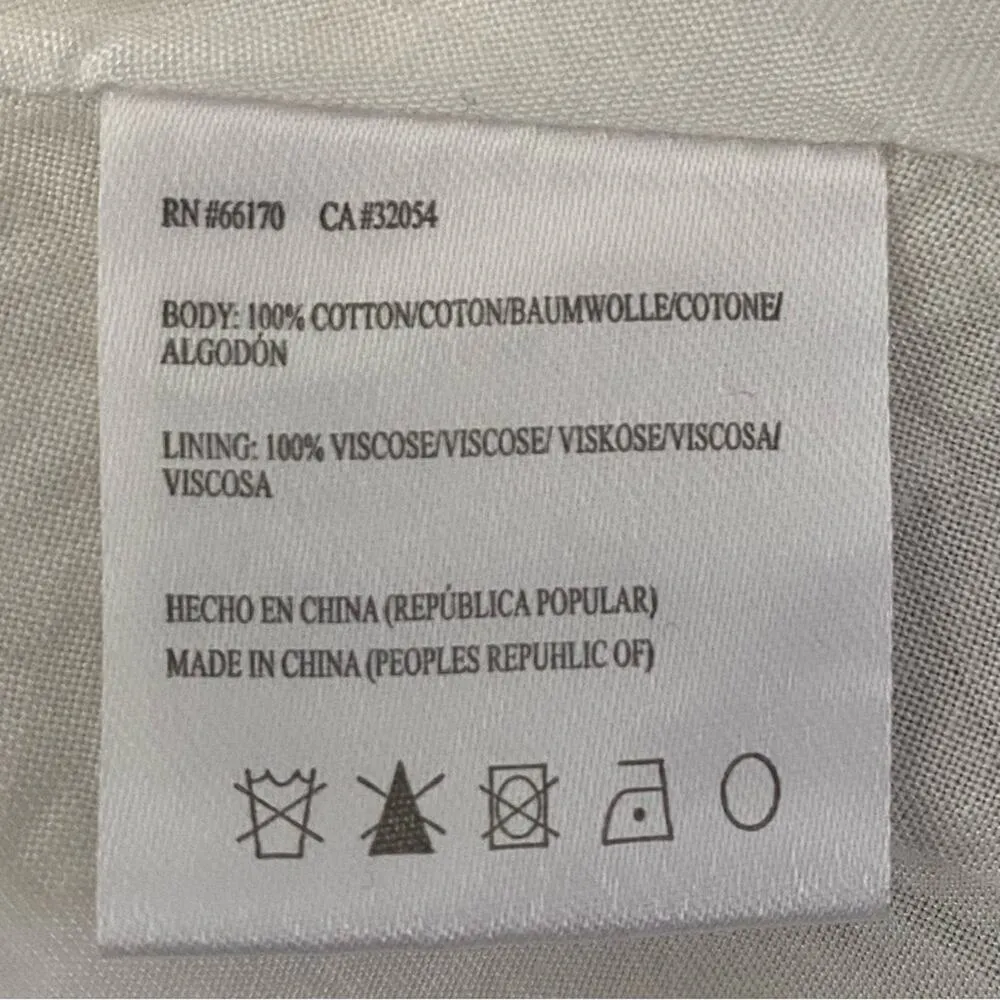 RN #66170 CA #32054
BODY: 100% COTTON/COTON/BAUMWOLLE/COTONE/
ALGODÓN
LINING: 100% VISCOSE/VISCOSE/ VISKOSE/VISCOSA/
VISCOSA
HECHO EN CHINA (REPÚBLICA POPULAR)
MADE IN CHINA (PEOPLES REPUHLIC OF)